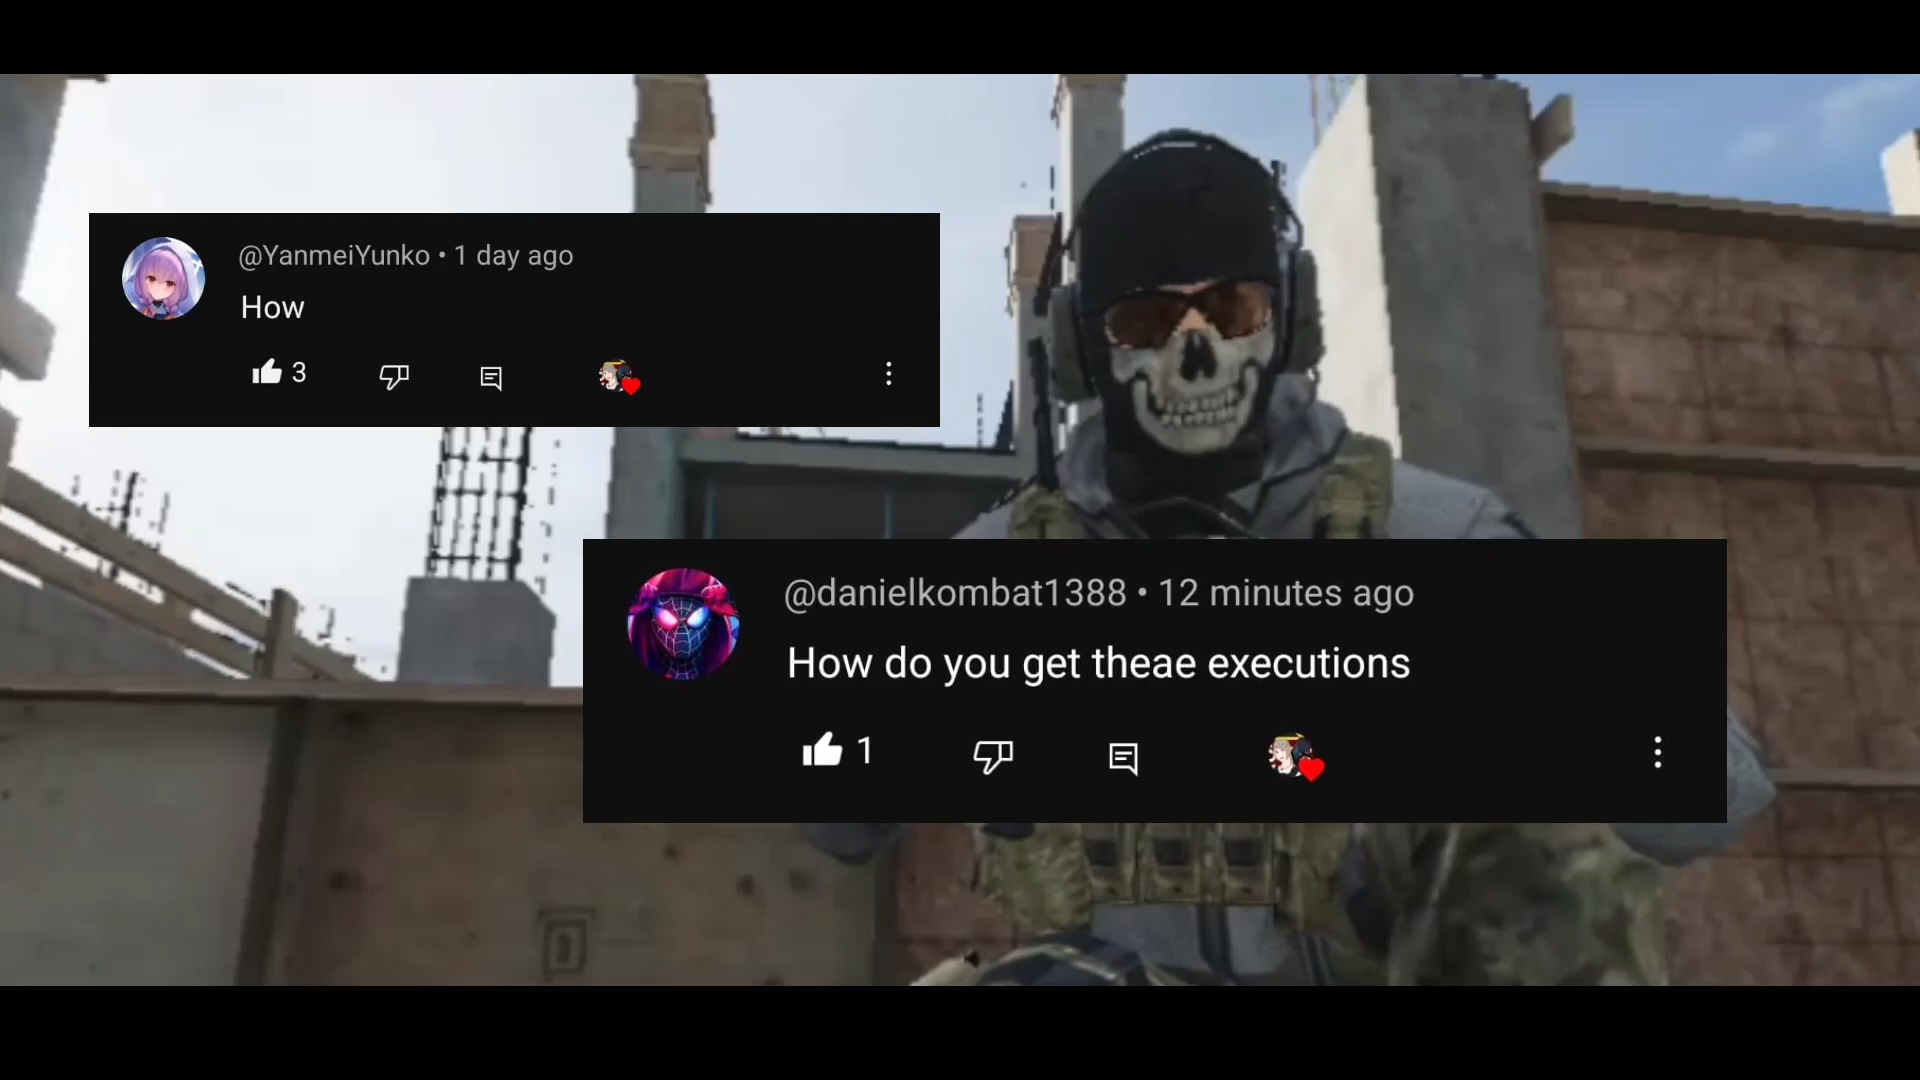 @YanmeiYunko • 1 day ago
How
3
@danielkombat1388 • 12 minutes ago
How do you get theae executions
1